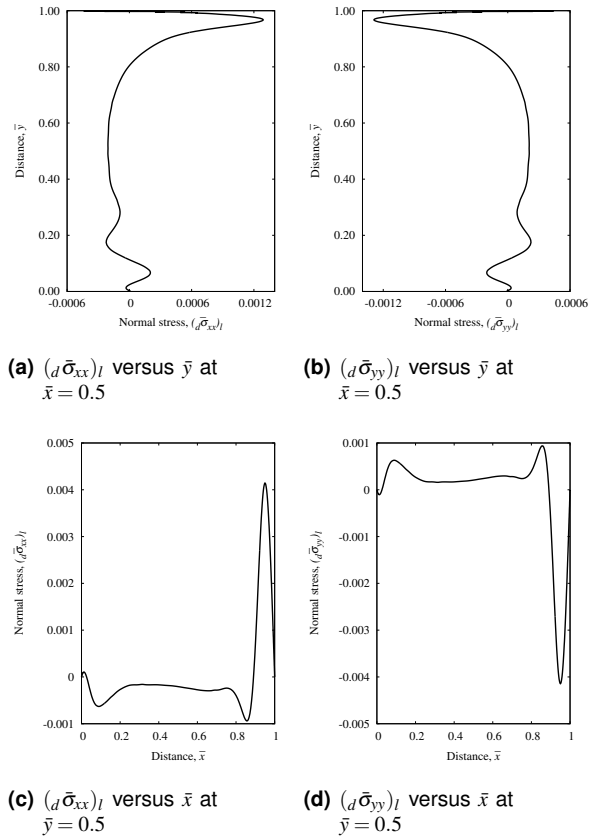 1.00
0.80
0.60
0.40
0.20
0.00
Distance, ȳ
-0.0006 0 0.0006 0.0012
Normal stress, (dσ̄xx)l
1.00
0.80
0.60
0.40
0.20
0.00
Distance, ȳ
-0.0012 -0.0006 0 0.0006
Normal stress, (dσ̄yy)l
(a) (dσ̄xx)l versus ȳ at
x̄ = 0.5
(b) (dσ̄yy)l versus ȳ at
x̄ = 0.5
0.005
0.004
0.003
0.002
0.001
0
-0.001
Normal stress, (dσ̄xx)l
0 0.2 0.4 0.6 0.8 1
Distance, x̄
0.001
0
-0.001
-0.002
-0.003
-0.004
-0.005
Normal stress, (dσ̄yy)l
0 0.2 0.4 0.6 0.8 1
Distance, x̄
(c) (dσ̄xx)l versus x̄ at
ȳ = 0.5
(d) (dσ̄yy)l versus x̄ at
ȳ = 0.5